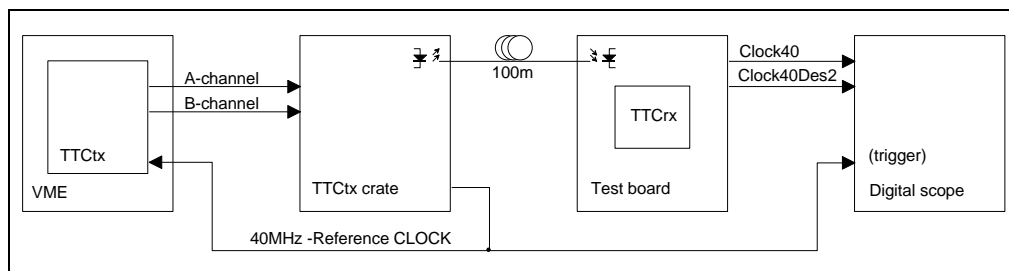 A-channel
B-channel
TTCtx
VME
TTCtx crate
100m
TTCrx
Test board
Clock40
Clock40Des2
(trigger)
Digital scope
40MHz -Reference CLOCK